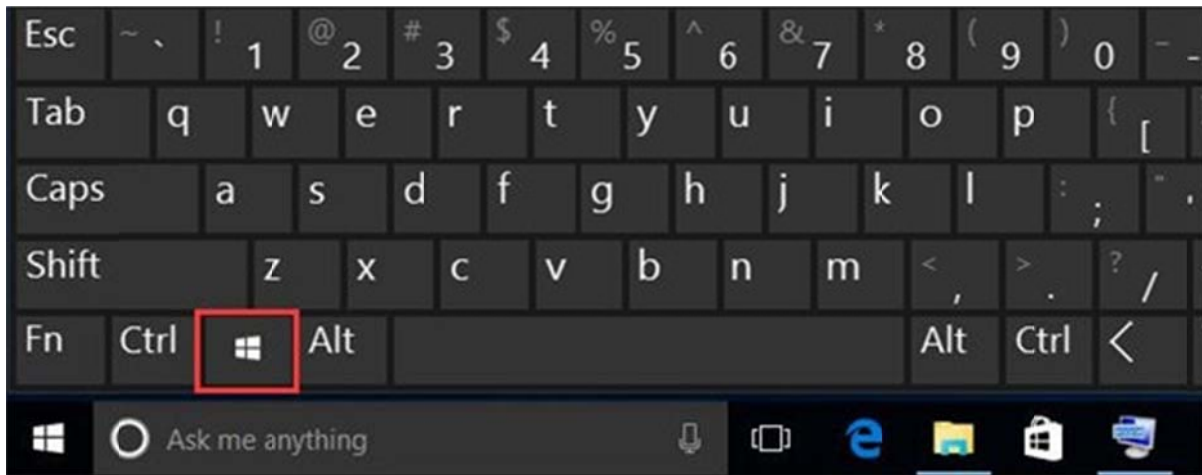 Esc ~ ` ! 1 @ 2 # 3 $ 4 % 5 ^ 6 & 7 * 8 ( 9 ) 0 _ -
Tab q w e r t y u i o p { [
Caps a s d f g h j k l : ; " '
Shift z x c v b n m < , > . ? /
Fn Ctrl Alt Alt Ctrl <
Ask me anything